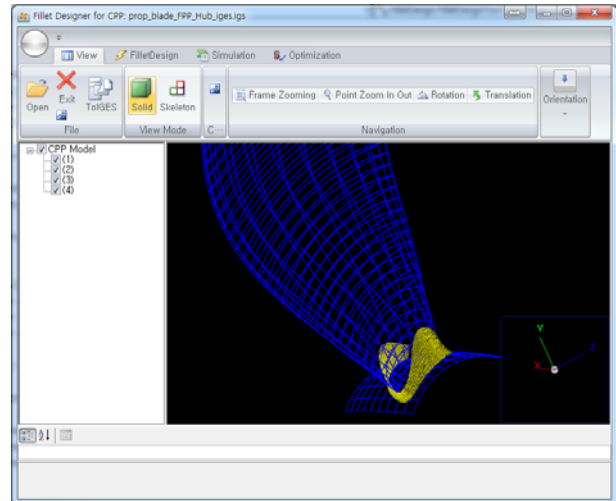 Fillet Designer for CPP: prop_blade_FPP_Hub_iges.igs
View FilletDesign Simulation Optimization
Open Exit ToIGES Solid Skeleton Frame Zooming Point Zoom In Out Rotation Translation Orientation
File View Mode C··· Navigation
CPP Model
(1)
(2)
(3)
(4)
Y
X Z